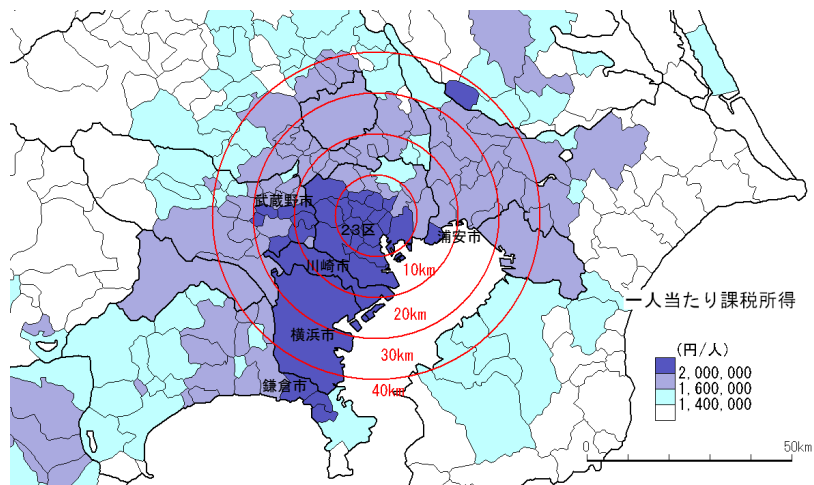 武蔵野市
23区
浦安市
川崎市
10km
一人当たり課税所得
20km
横浜市
(円/人)
30km
2,000,000
鎌倉市
40km
1,600,000
1,400,000
0
50km